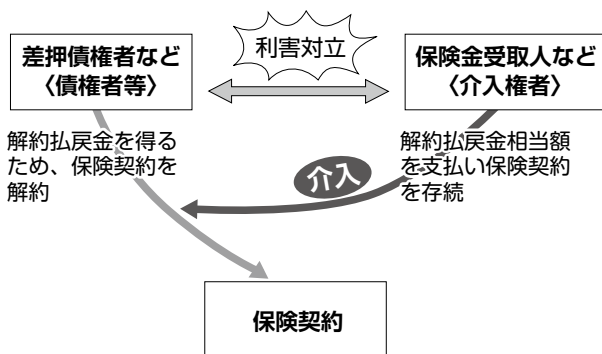 差押債権者など
〈債権者等〉
利害対立
保険金受取人など
〈介入権者〉
解約払戻金を得る
ため、保険契約を
解約
解約払戻金相当額
を支払い保険契約
を存続
介入
保険契約